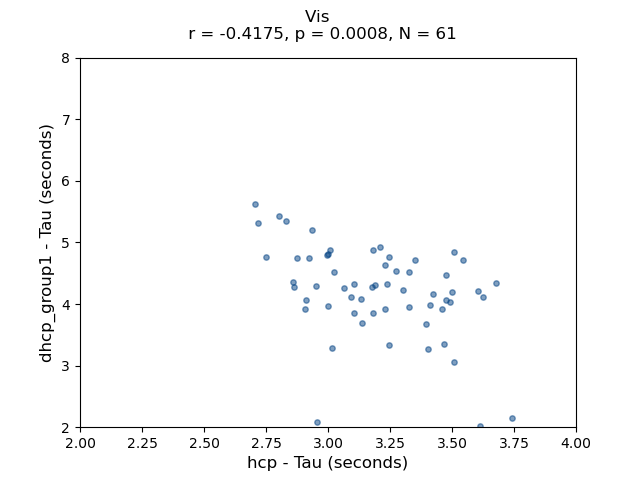 Vis
r = -0.4175, p = 0.0008, N = 61
8
7
6
5
4
3
2
dhcp_group1 - Tau (seconds)
2.00 2.25 2.50 2.75 3.00 3.25 3.50 3.75 4.00
hcp - Tau (seconds)